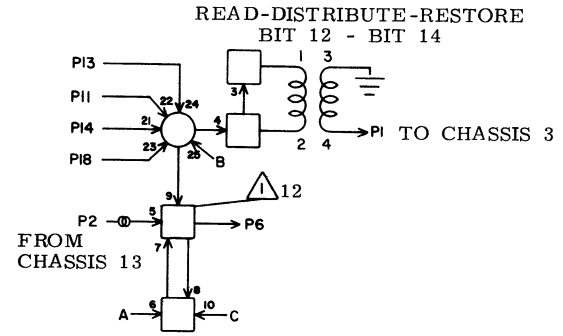 READ-DISTRIBUTE-RESTORE
BIT 12 - BIT 14
P13
1 3
3
P11
22 24
P14
21 4
P18
23 25 B
2 4 P1 TO CHASSIS 3
9 1 12
P2 5 P6
FROM
CHASSIS 13
7
8
A 6 10 C